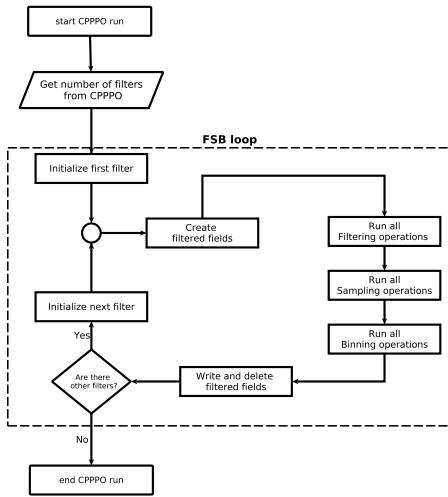 start CPPPO run
Get number of filters
from CPPPO
FSB loop
Initialize first filter
Create
filtered fields
Run all
Filtering operations
Run all
Sampling operations
Run all
Binning operations
Initialize next filter
Yes
Are there
other filters?
Write and delete
filtered fields
No
end CPPPO run